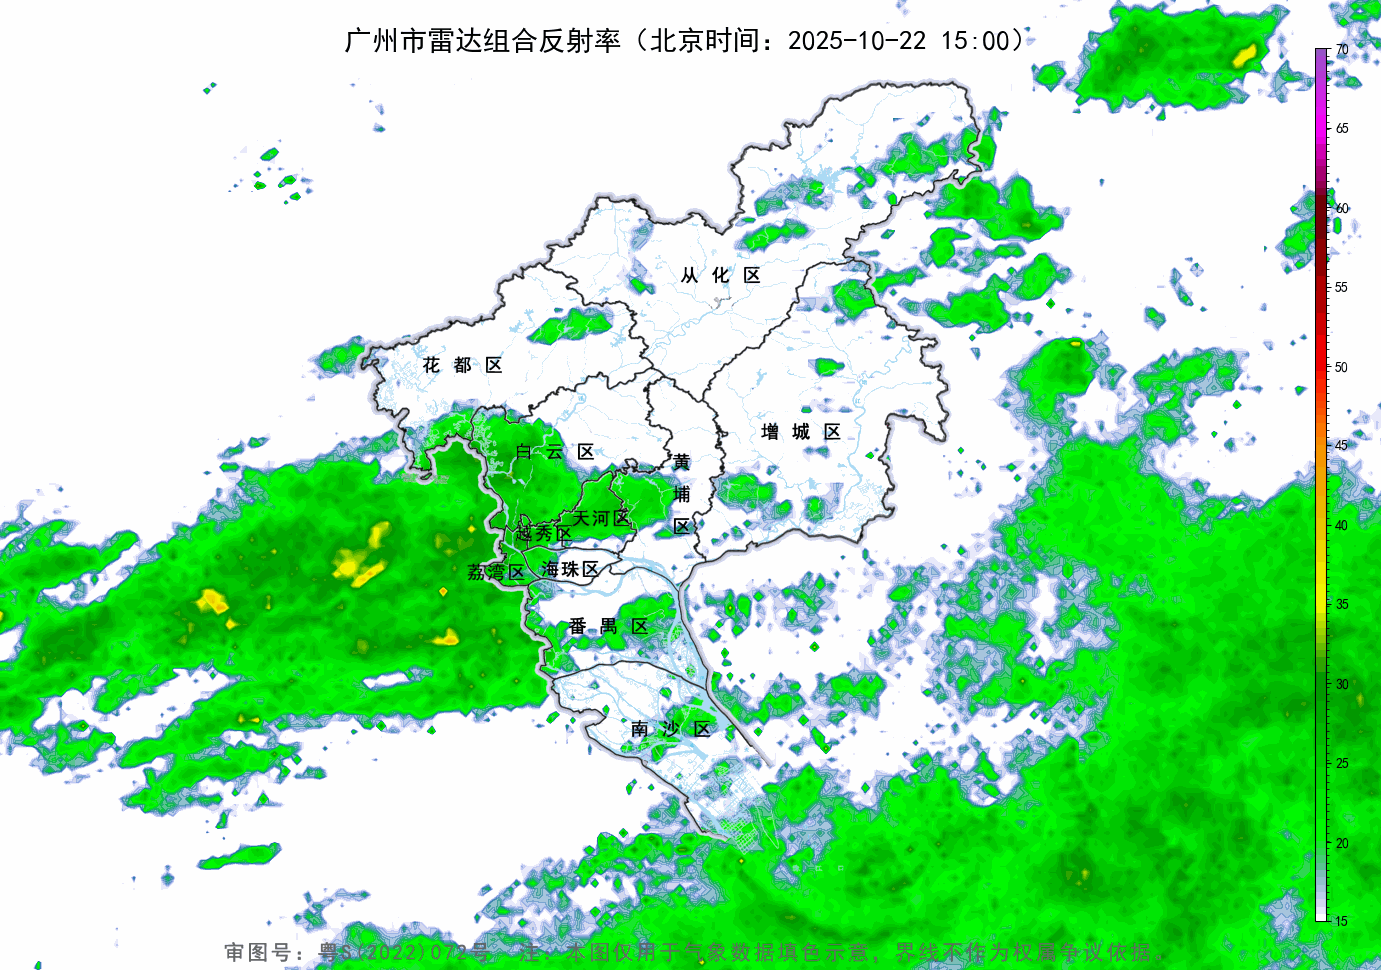 广州市雷达组合反射率（北京时间：2025-10-22 15:00）
70
65
60
55
50
45
40
35
30
25
20
15
从化区
花都区
增城区
白云区
黄埔区
天河区
越秀区
荔湾区
海珠区
番禺区
南沙区
审图号：粤S(2022)072号 注：本图仅用于气象数据填色示意，界线不作为权属争议依据。